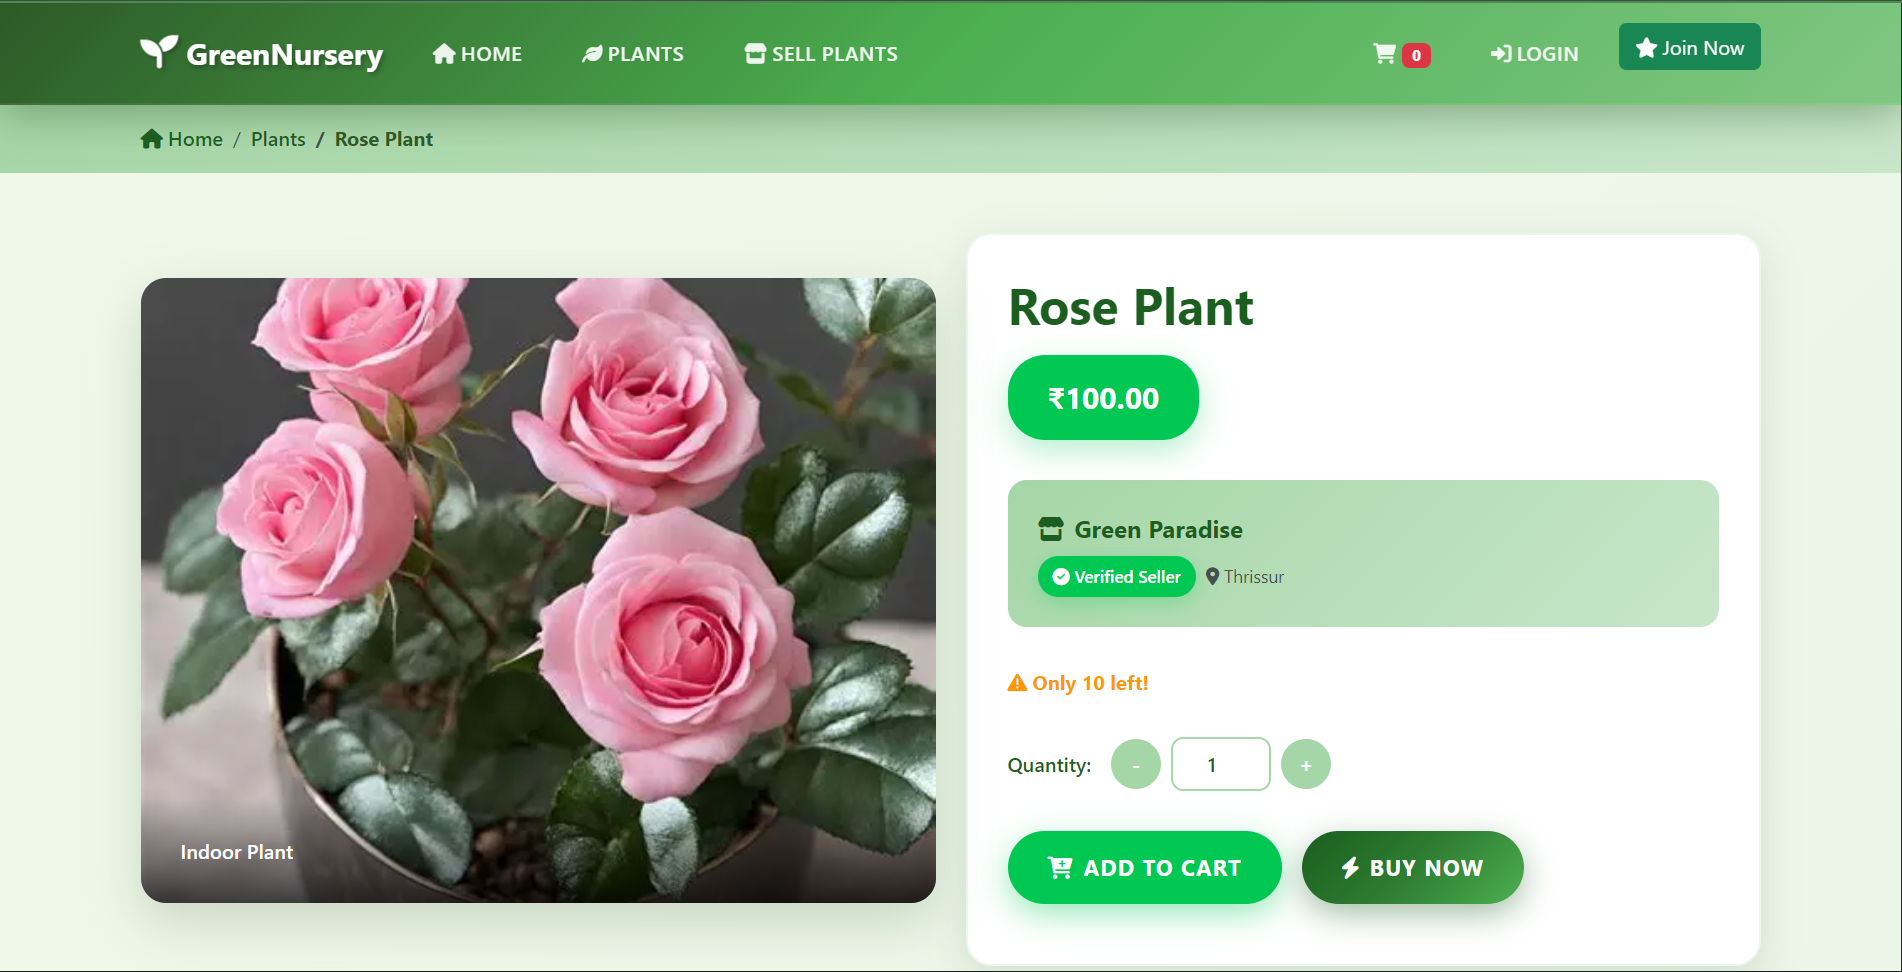 GreenNursery
HOME
PLANTS
SELL PLANTS
0
LOGIN
Join Now
Home / Plants / Rose Plant
Rose Plant
₹100.00
Green Paradise
Verified Seller
Thrissur
Only 10 left!
Quantity: - 1 +
Indoor Plant
ADD TO CART
BUY NOW